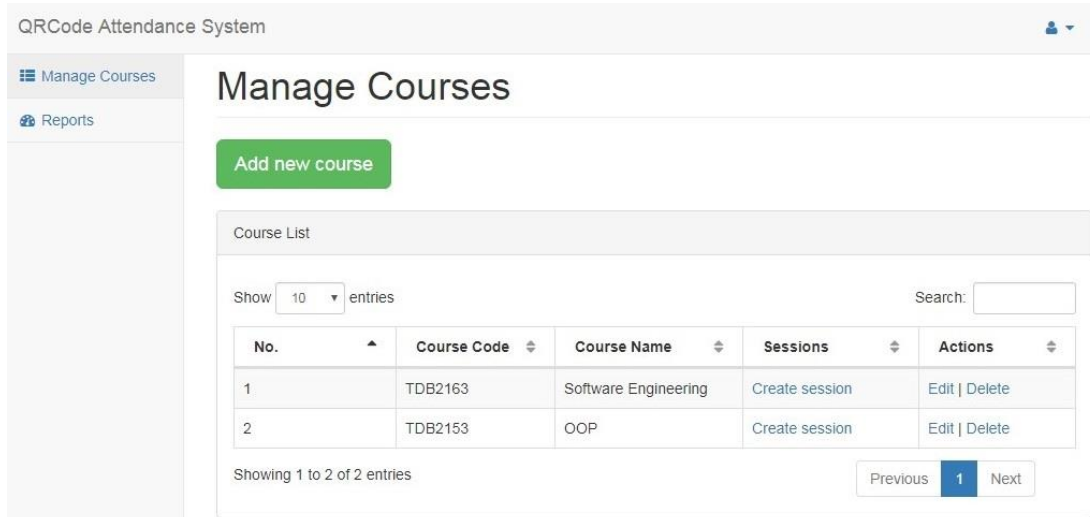 QRCode Attendance System
Manage Courses
Reports
Manage Courses
Add new course
Course List
Show 10 entries Search:
No. Course Code Course Name Sessions Actions
1 TDB2163 Software Engineering Create session Edit | Delete
2 TDB2153 OOP Create session Edit | Delete
Showing 1 to 2 of 2 entries Previous 1 Next